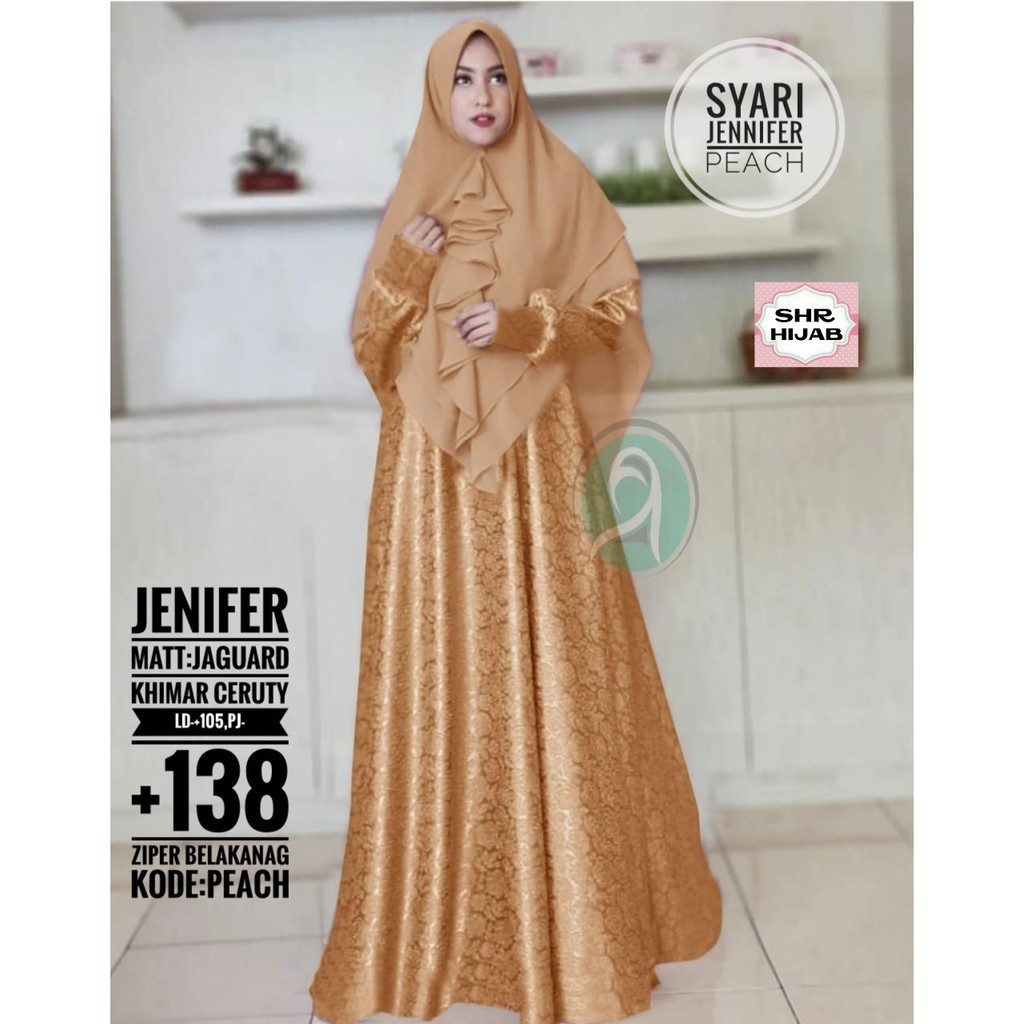 SYARI
JENNIFER
PEACH
SHR
HIJAB
JENIFER
MATT:JAGUARD
KHIMAR CERUTY
LD-+105,PJ-
+138
ZIPER BELAKANAG
KODE:PEACH